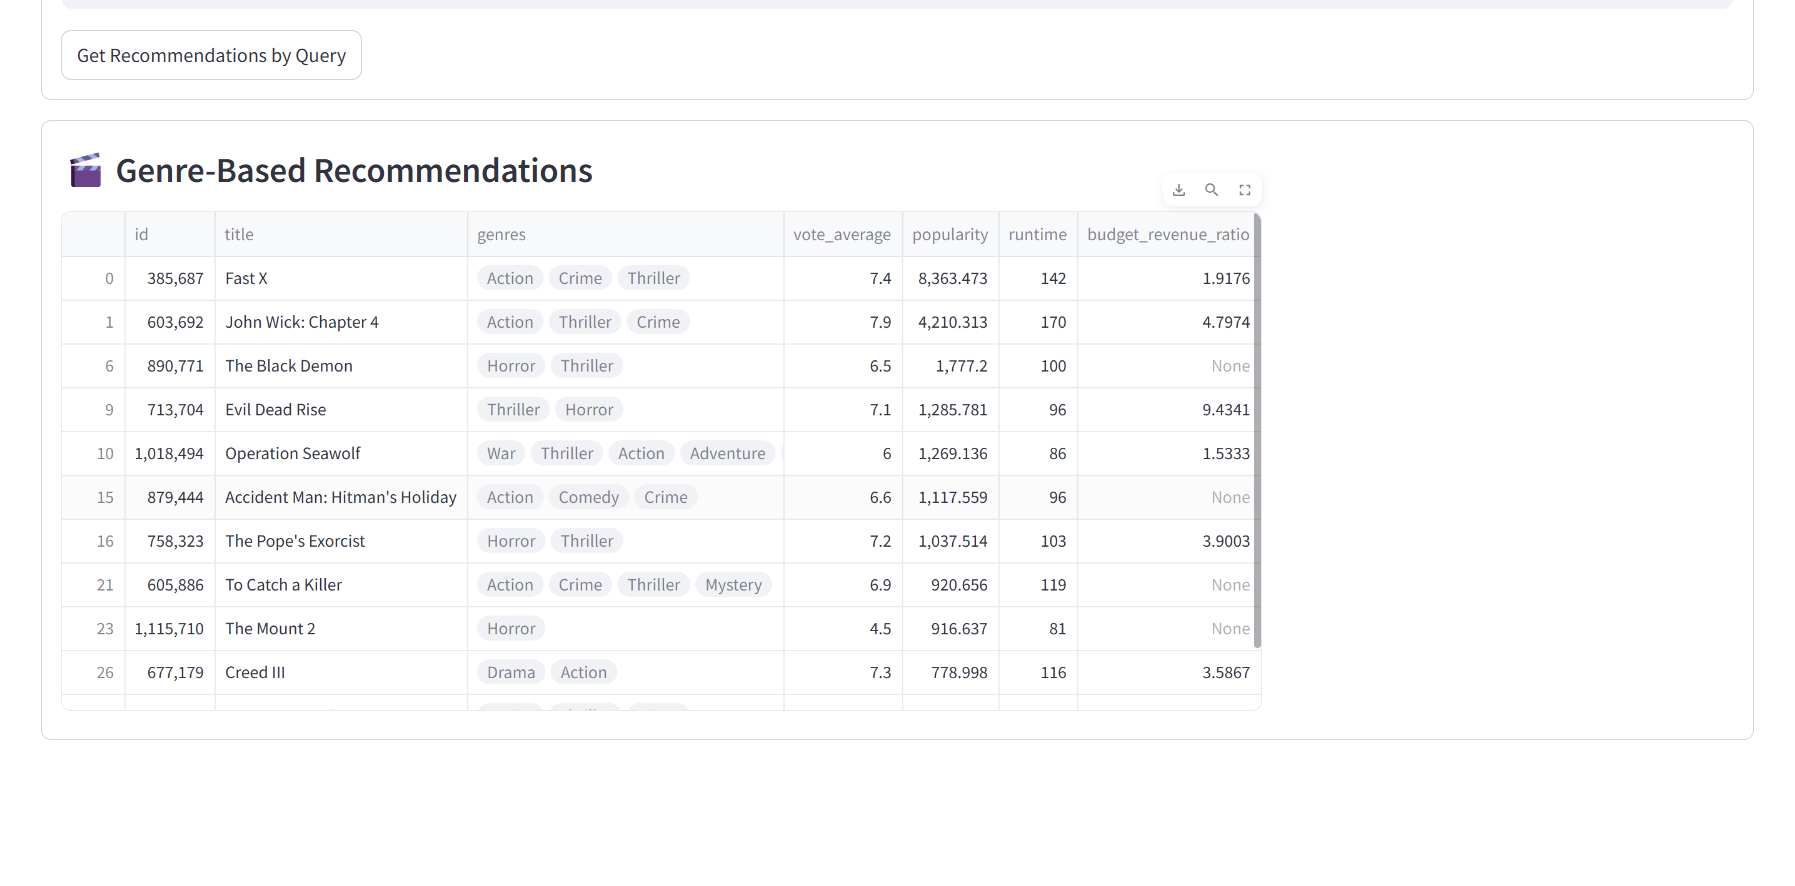 Get Recommendations by Query
Genre-Based Recommendations
id title genres vote_average popularity runtime budget_revenue_ratio
0 385,687 Fast X Action Crime Thriller 7.4 8,363.473 142 1.9176
1 603,692 John Wick: Chapter 4 Action Thriller Crime 7.9 4,210.313 170 4.7974
6 890,771 The Black Demon Horror Thriller 6.5 1,777.2 100 None
9 713,704 Evil Dead Rise Thriller Horror 7.1 1,285.781 96 9.4341
10 1,018,494 Operation Seawolf War Thriller Action Adventure 6 1,269.136 86 1.5333
15 879,444 Accident Man: Hitman's Holiday Action Comedy Crime 6.6 1,117.559 96 None
16 758,323 The Pope's Exorcist Horror Thriller 7.2 1,037.514 103 3.9003
21 605,886 To Catch a Killer Action Crime Thriller Mystery 6.9 920.656 119 None
23 1,115,710 The Mount 2 Horror 4.5 916.637 81 None
26 677,179 Creed III Drama Action 7.3 778.998 116 3.5867